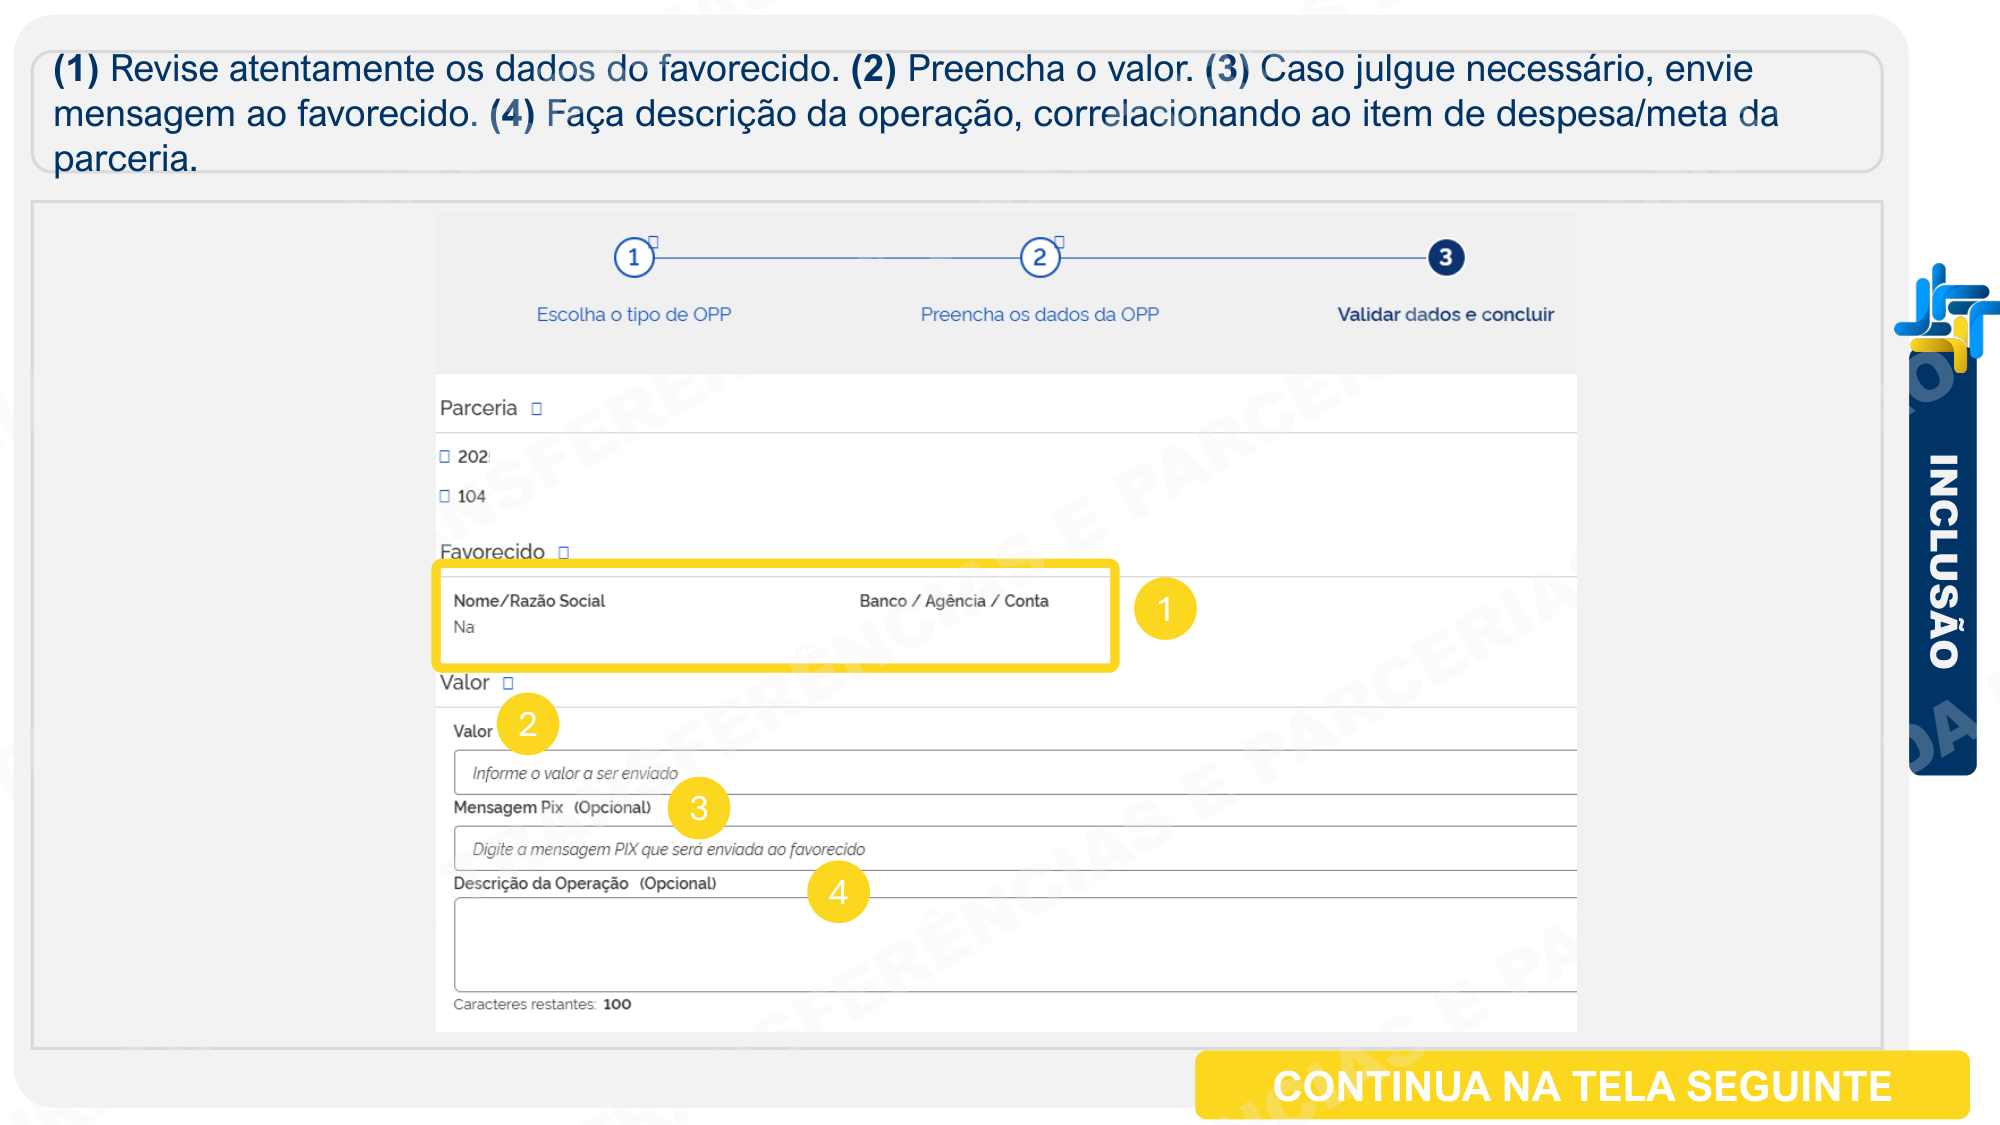 (1) Revise atentamente os dados do favorecido. (2) Preencha o valor. (3) Caso julgue necessário, envie
mensagem ao favorecido. (4) Faça descrição da operação, correlacionando ao item de despesa/meta da
parceria.
1
2
3
Escolha o tipo de OPP
Preencha os dados da OPP
Validar dados e concluir
Parceria
202
104
Favorecido
Nome/Razão Social
Banco / Agência / Conta
Na
1
Valor
Valor
2
Informe o valor a ser enviado
Mensagem Pix (Opcional)
3
Digite a mensagem PIX que será enviada ao favorecido
Descrição da Operação (Opcional)
4
Caracteres restantes: 100
INCLUSÃO
CONTINUA NA TELA SEGUINTE
TRANSFERÊNCIAS E PARCERIAS